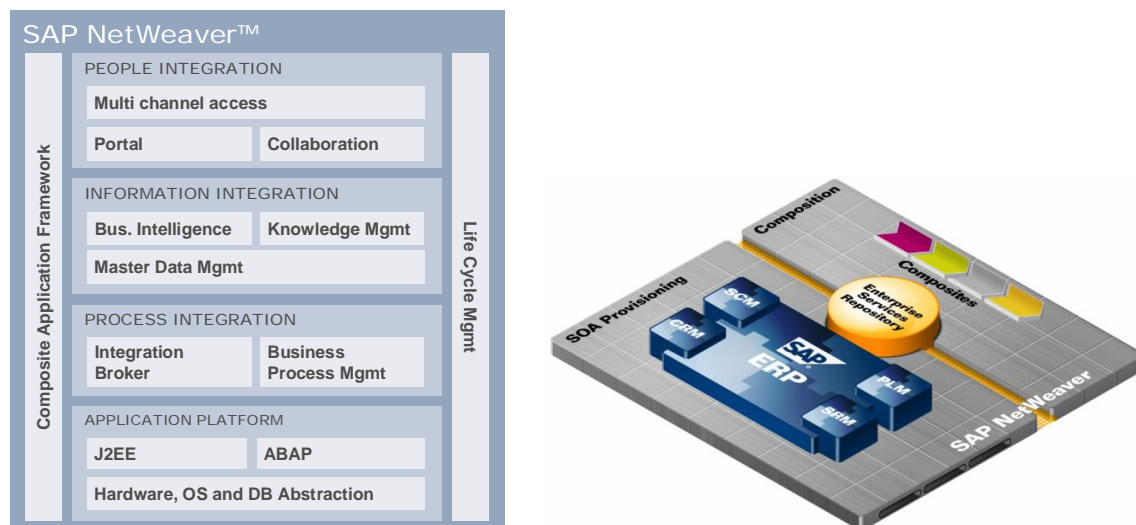 SAP NetWeaver™
Composite Application Framework
PEOPLE INTEGRATION
Multi channel access
Portal
Collaboration
INFORMATION INTEGRATION
Bus. Intelligence
Knowledge Mgmt
Master Data Mgmt
PROCESS INTEGRATION
Integration
Broker
Business
Process Mgmt
APPLICATION PLATFORM
J2EE
ABAP
Hardware, OS and DB Abstraction
Life Cycle Mgmt
Composition
Composites
Enterprise
Services
Repository
SOA Provisioning
SCM
CRM
SAP
ERP
PLM
SRM
SAP NetWeaver